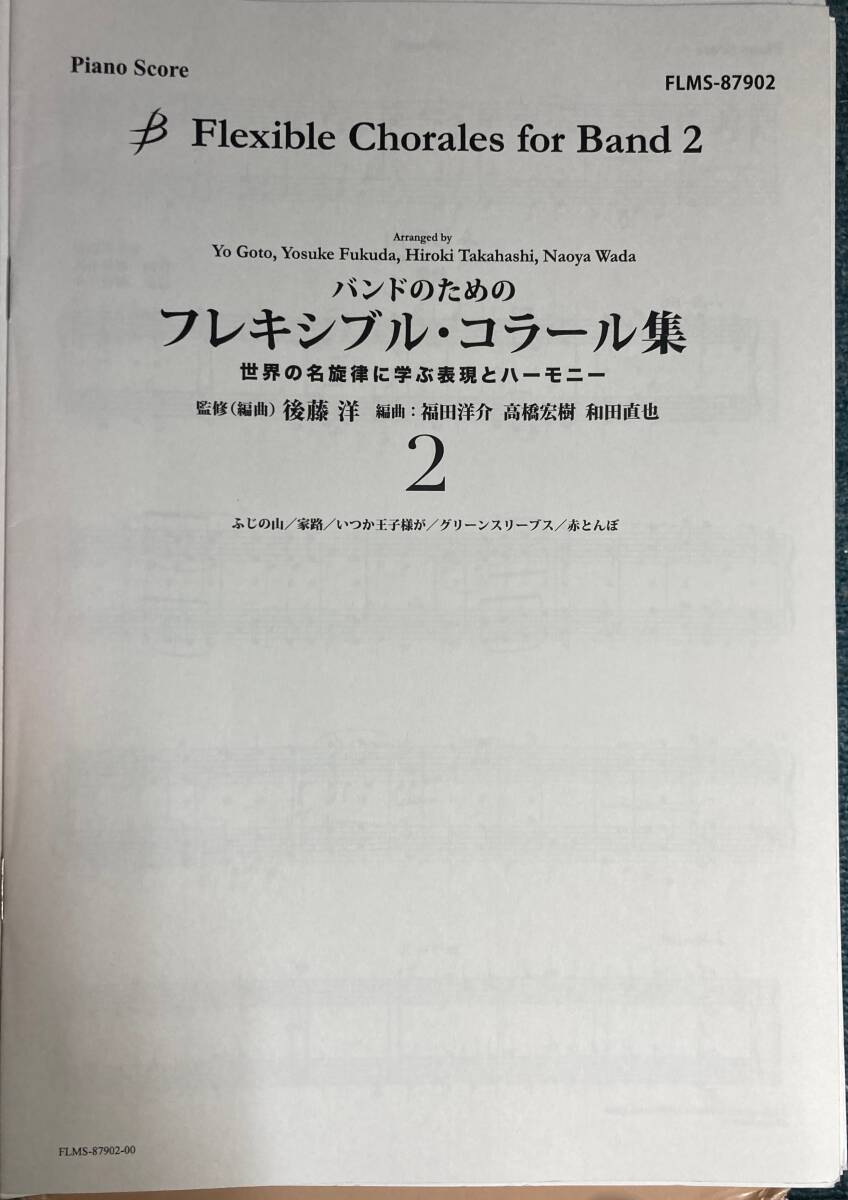 Piano Score
FLMS-87902
Flexible Chorales for Band 2
Arranged by
Yo Goto, Yosuke Fukuda, Hiroki Takahashi, Naoya Wada
バンドのための
フレキシブル・コラール集
世界の名旋律に学ぶ表現とハーモニー
監修(編曲) 後藤 洋 編曲:福田洋介 高橋宏樹 和田直也
2
ふじの山/家路/いつか王子様が/グリーンスリーブス/赤とんぼ
FLMS-87902-00